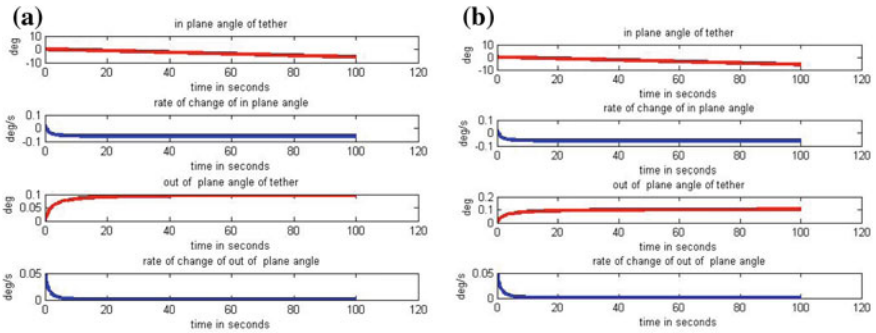 (a)
in plane angle of tether
deg
10
0
-10
0 20 40 60 80 100 120
time in seconds
rate of change of in plane angle
deg/s
0.1
0
-0.1
0 20 40 60 80 100 120
time in seconds
out of plane angle of tether
deg
0.1
0.05
0
0 20 40 60 80 100 120
time in seconds
rate of change of out of plane angle
deg/s
0.05
0
0 20 40 60 80 100 120
time in seconds
(b)
in plane angle of tether
deg
10
0
-10
0 20 40 60 80 100 120
time in seconds
rate of change of in plane angle
deg/s
0.1
0
-0.1
0 20 40 60 80 100 120
time in seconds
out of plane angle of tether
deg
0.2
0.1
0
0 20 40 60 80 100 120
time in seconds
rate of change of out of plane angle
deg/s
0.05
0
0 20 40 60 80 100 120
time in seconds